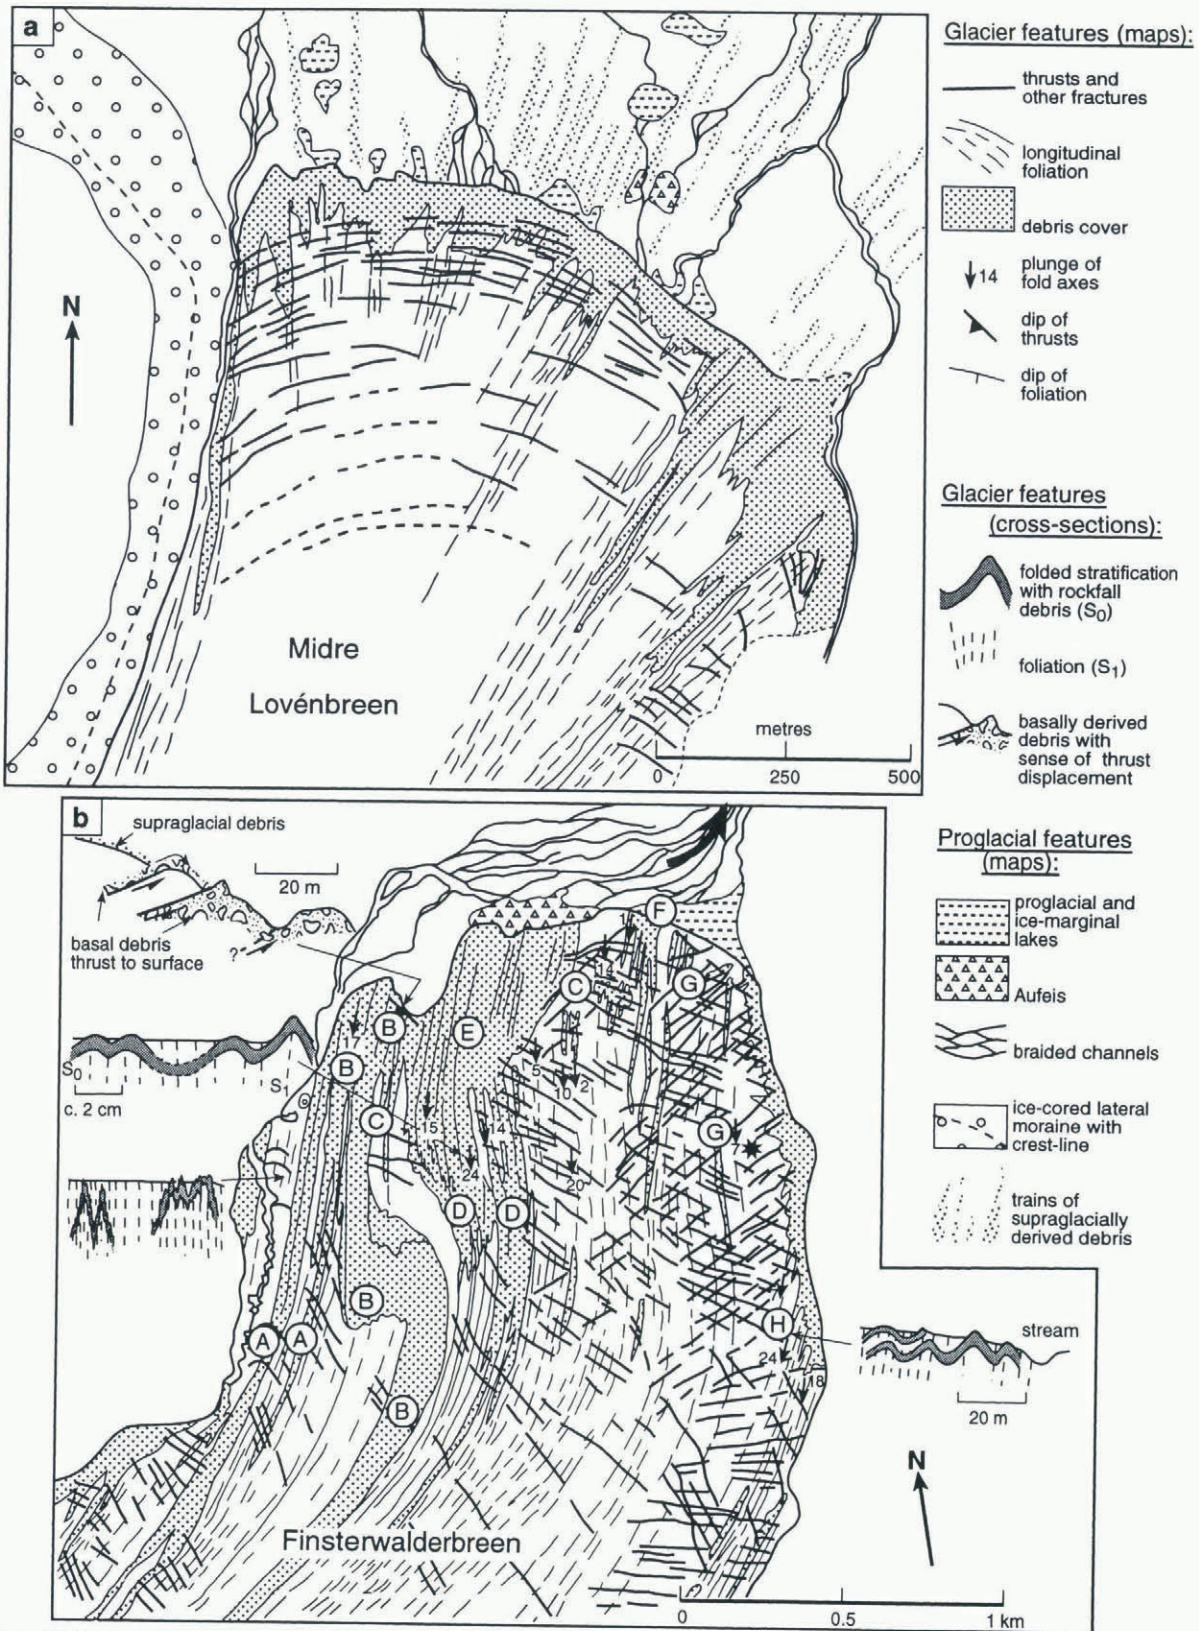 a
N
Midre
Lovénbreen
metres
0 250 500
Glacier features (maps):
thrusts and
other fractures
longitudinal
foliation
debris cover
14
plunge of
fold axes
dip of
thrusts
dip of
foliation
Glacier features
(cross-sections):
folded stratification
with rockfall
debris (S0)
foliation (S1)
basally derived
debris with
sense of thrust
displacement
Proglacial features
(maps):
proglacial and
ice-marginal
lakes
Aufeis
braided channels
ice-cored lateral
moraine with
crest-line
trains of
supraglacially
derived debris
b
supraglacial debris
20 m
basal debris
thrust to surface
?
S0
S1
c. 2 cm
F
14
C
G
B
7
E
B
5
10
2
C
15
14
G
7
24
20
D
D
B
A
A
H
24
18
B
stream
20 m
N
Finsterwalderbreen
0 0.5 1 km